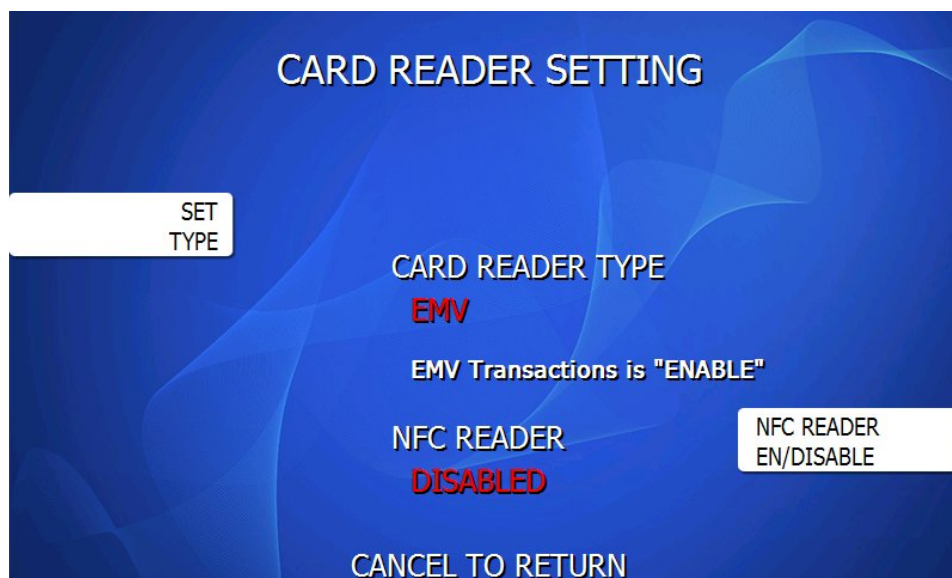 CARD READER SETTING
SET
TYPE
CARD READER TYPE
EMV
EMV Transactions is "ENABLE"
NFC READER
DISABLED
NFC READER
EN/DISABLE
CANCEL TO RETURN